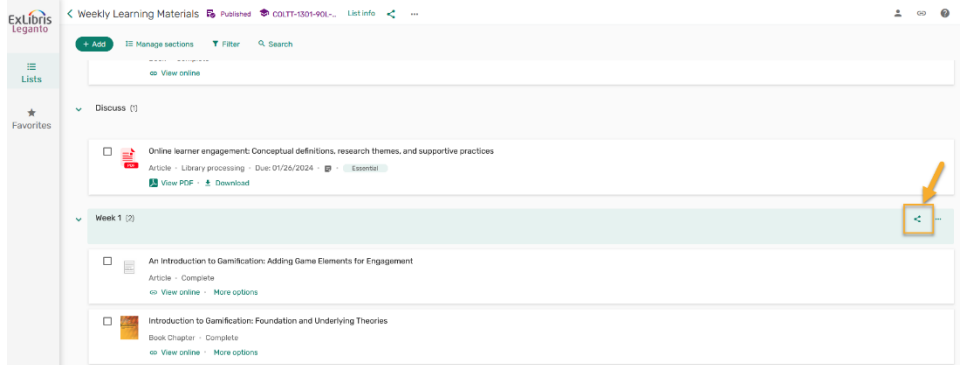 ExLibris
Leganto
Weekly Learning Materials Published COLTT-1301-90L-… List info ...
+ Add Manage sections Filter Search
View online
Lists
Discuss (1)
Favorites
Online learner engagement: Conceptual definitions, research themes, and supportive practices
PDF
Article - Library processing - Due: 01/26/2024 - Essential
View PDF - Download
Week 1 (2)
An Introduction to Gamification: Adding Game Elements for Engagement
Article - Complete
View online - More options
Introduction to Gamification: Foundation and Underlying Theories
Book Chapter - Complete
View online - More options